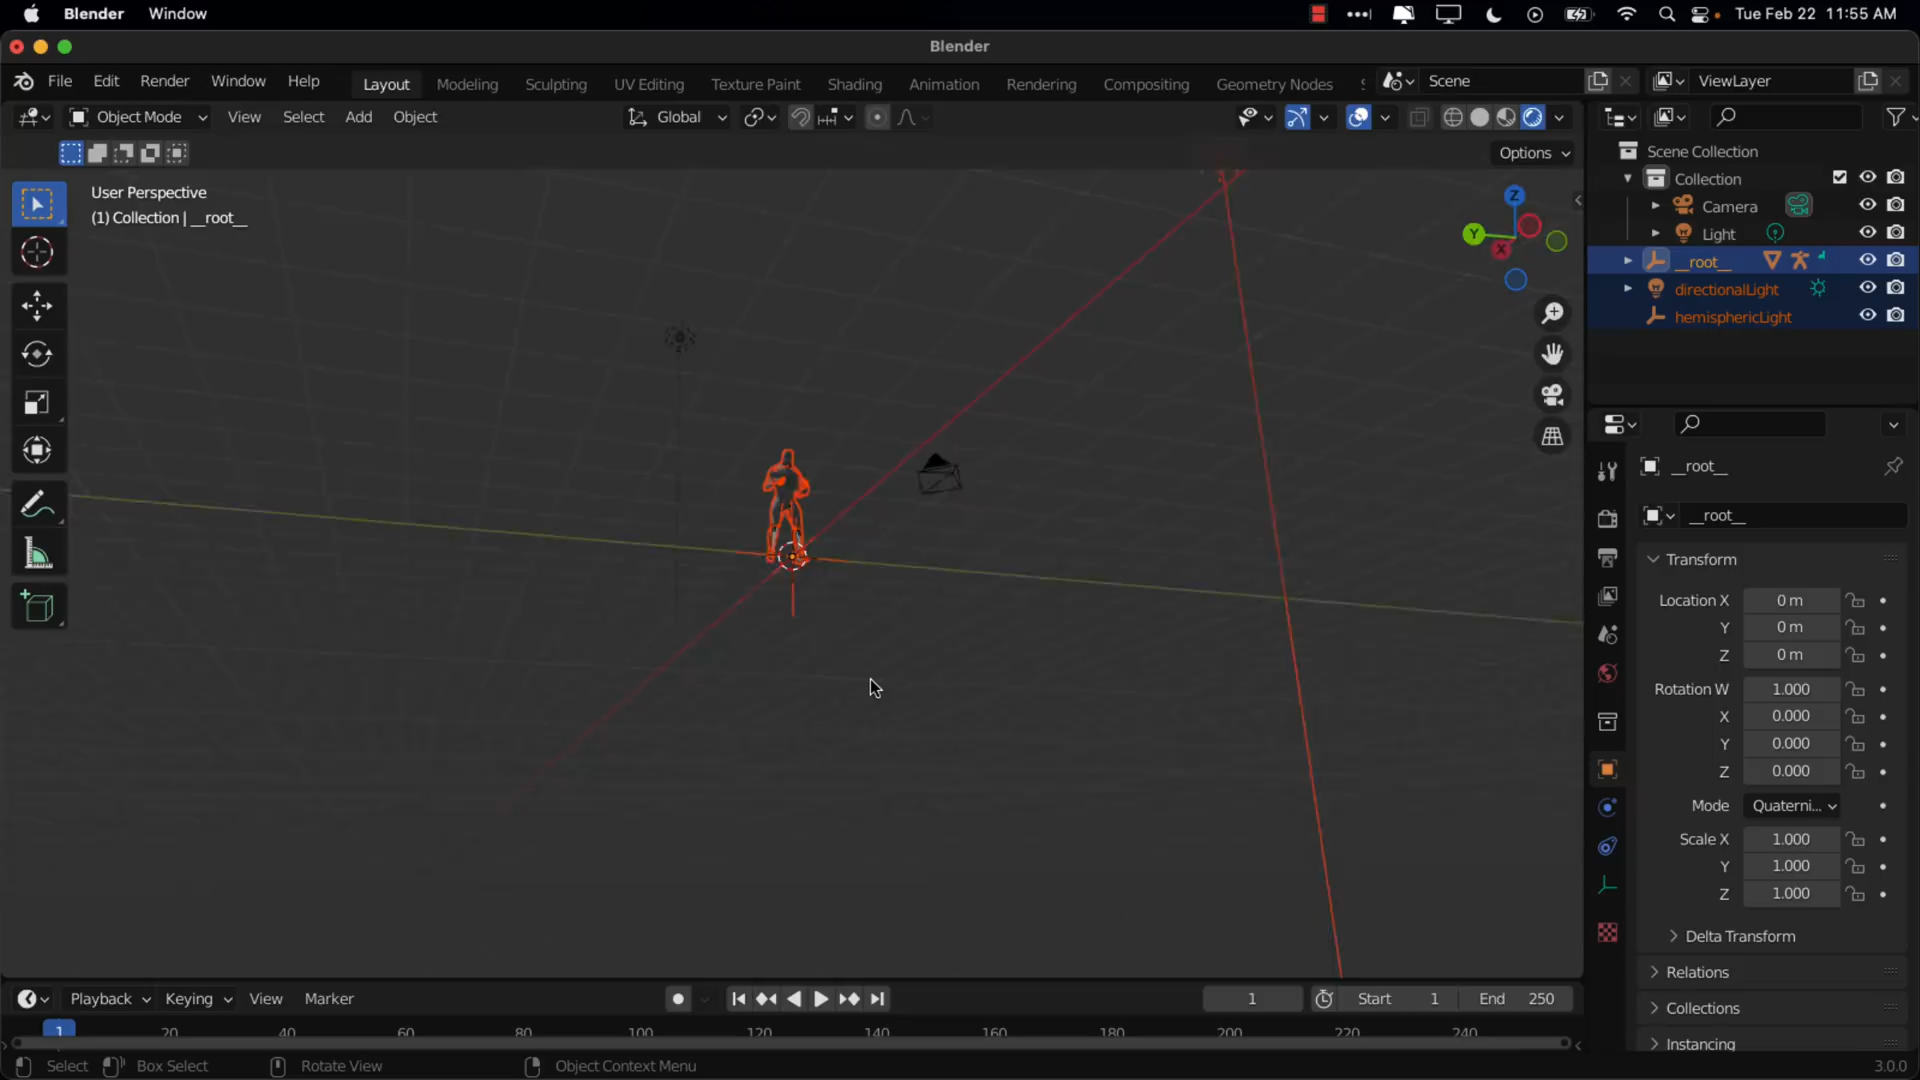 Blender Window Tue Feb 22 11:55 AM
Blender
File Edit Render Window Help Layout Modeling Sculpting UV Editing Texture Paint Shading Animation Rendering Compositing Geometry Nodes Scene ViewLayer
Object Mode View Select Add Object Global
Options
User Perspective
(1) Collection | __root__
Z
Y
X
Scene Collection
Collection
Camera
Light
__root__
directionalLight
hemisphericLight
__root__
__root__
Transform
Location X 0 m
Y 0 m
Z 0 m
Rotation W 1.000
X 0.000
Y 0.000
Z 0.000
Mode Quaterni...
Scale X 1.000
Y 1.000
Z 1.000
Delta Transform
Relations
Collections
Instancing
Playback Keying View Marker 1 Start 1 End 250
1 20 40 60 80 100 120 140 160 180 200 220 240
Select Box Select Rotate View Object Context Menu 3.0.0